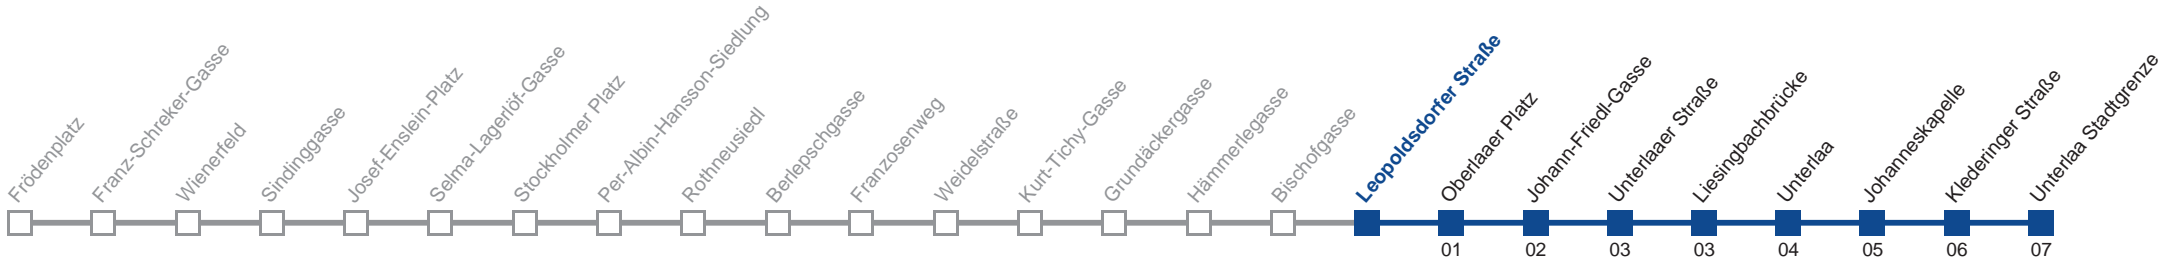 Frödenplatz
Franz-Schreker-Gasse
Wienerfeld
Sindinggasse
Josef-Enslein-Platz
Selma-Lagerlöf-Gasse
Stockholmer Platz
Per-Albin-Hansson-Siedlung
Rothneusiedl
Berlepschgasse
Franzosenweg
Weidelstraße
Kurt-Tichy-Gasse
Grundäckergasse
Hämmerlegasse
Bischofgasse
Leopoldsdorfer Straße
Oberlaaer Platz
Johann-Friedl-Gasse
Unterlaaer Straße
Liesingbachbrücke
Unterlaa
Johanneskapelle
Klederinger Straße
Unterlaa Stadtgrenze
01 02 03 03 04 05 06 07